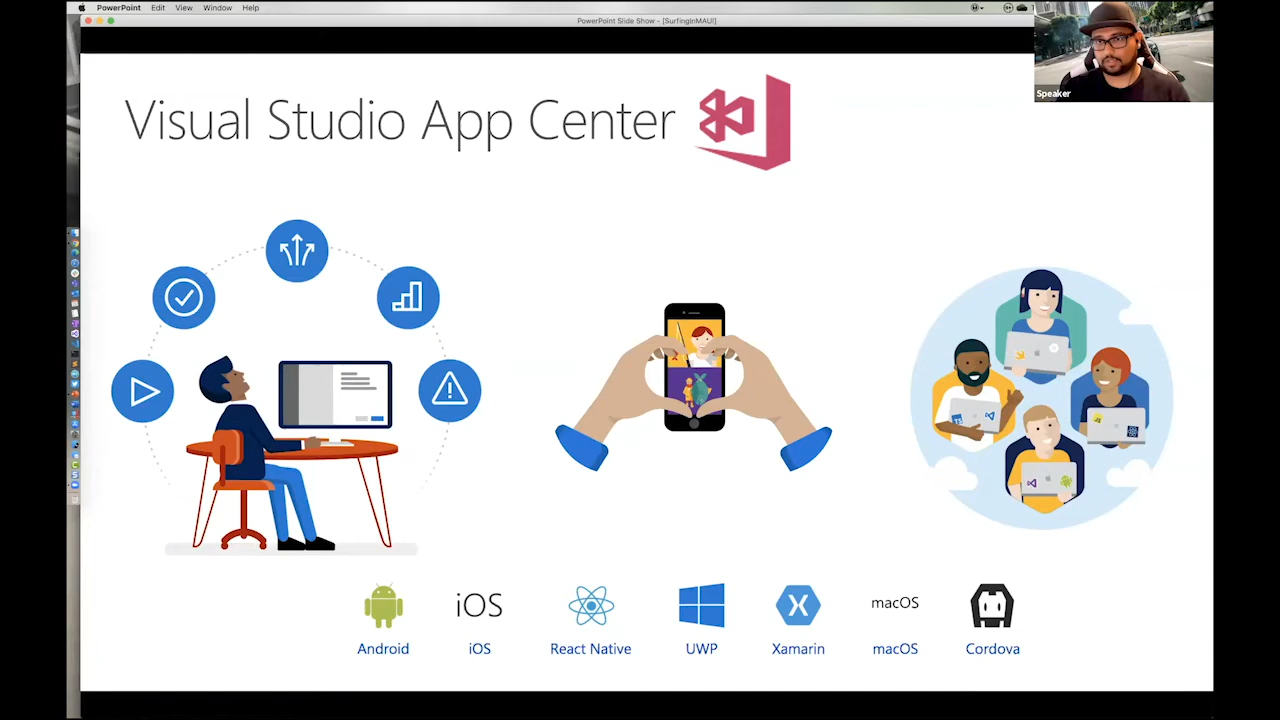 PowerPoint Edit View Window Help
PowerPoint Slide Show - [SurfingInMAUI]
Speaker
Visual Studio App Center
iOS
macOS
Android
iOS
React Native
UWP
Xamarin
macOS
Cordova